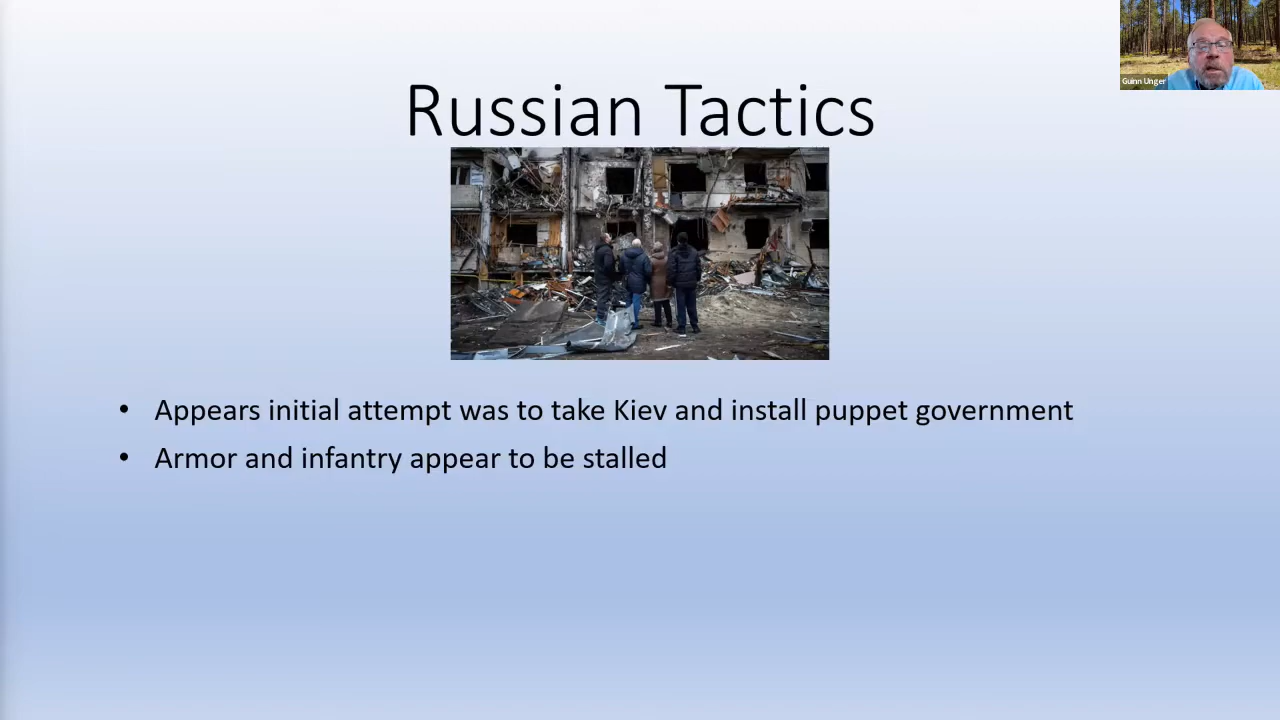 Guinn Unger
Russian Tactics
• Appears initial attempt was to take Kiev and install puppet government
• Armor and infantry appear to be stalled